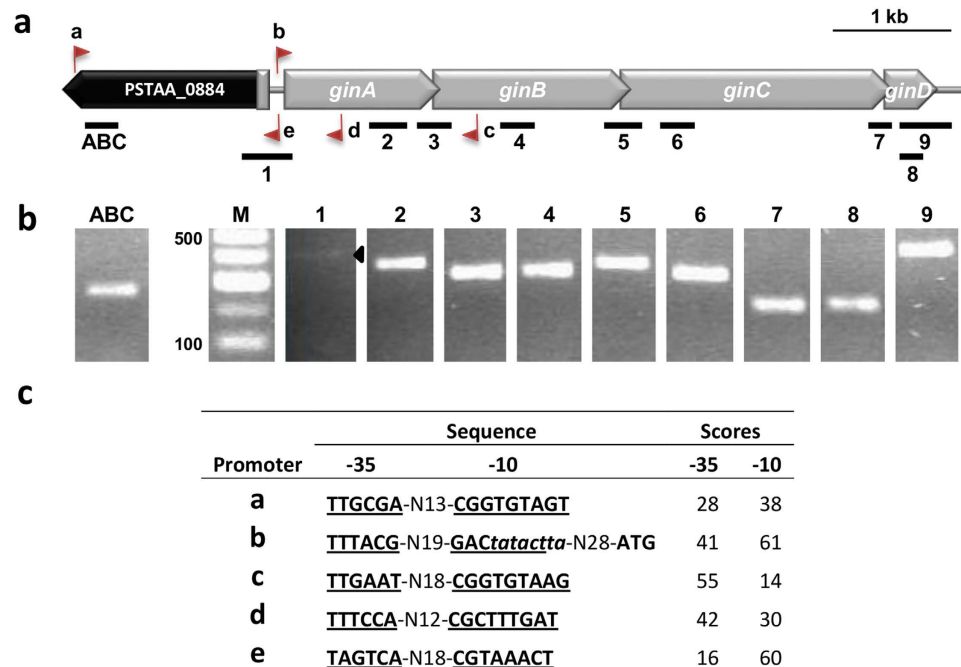 a
a b 1 kb
PSTAA_0884 ginA ginB ginC ginD
e d c
ABC 2 3 4 5 6 7 9
1 8
b
ABC M 1 2 3 4 5 6 7 8 9
500
100
c
Sequence Scores
Promoter -35 -10 -35 -10
a TTGCGA-N13-CGGTGTAGT 28 38
b TTTACG-N19-GACtatactta-N28-ATG 41 61
c TTGAAT-N18-CGGTGTAAG 55 14
d TTTCCA-N12-CGCTTTGAT 42 30
e TAGTCA-N18-CGTAAACT 16 60